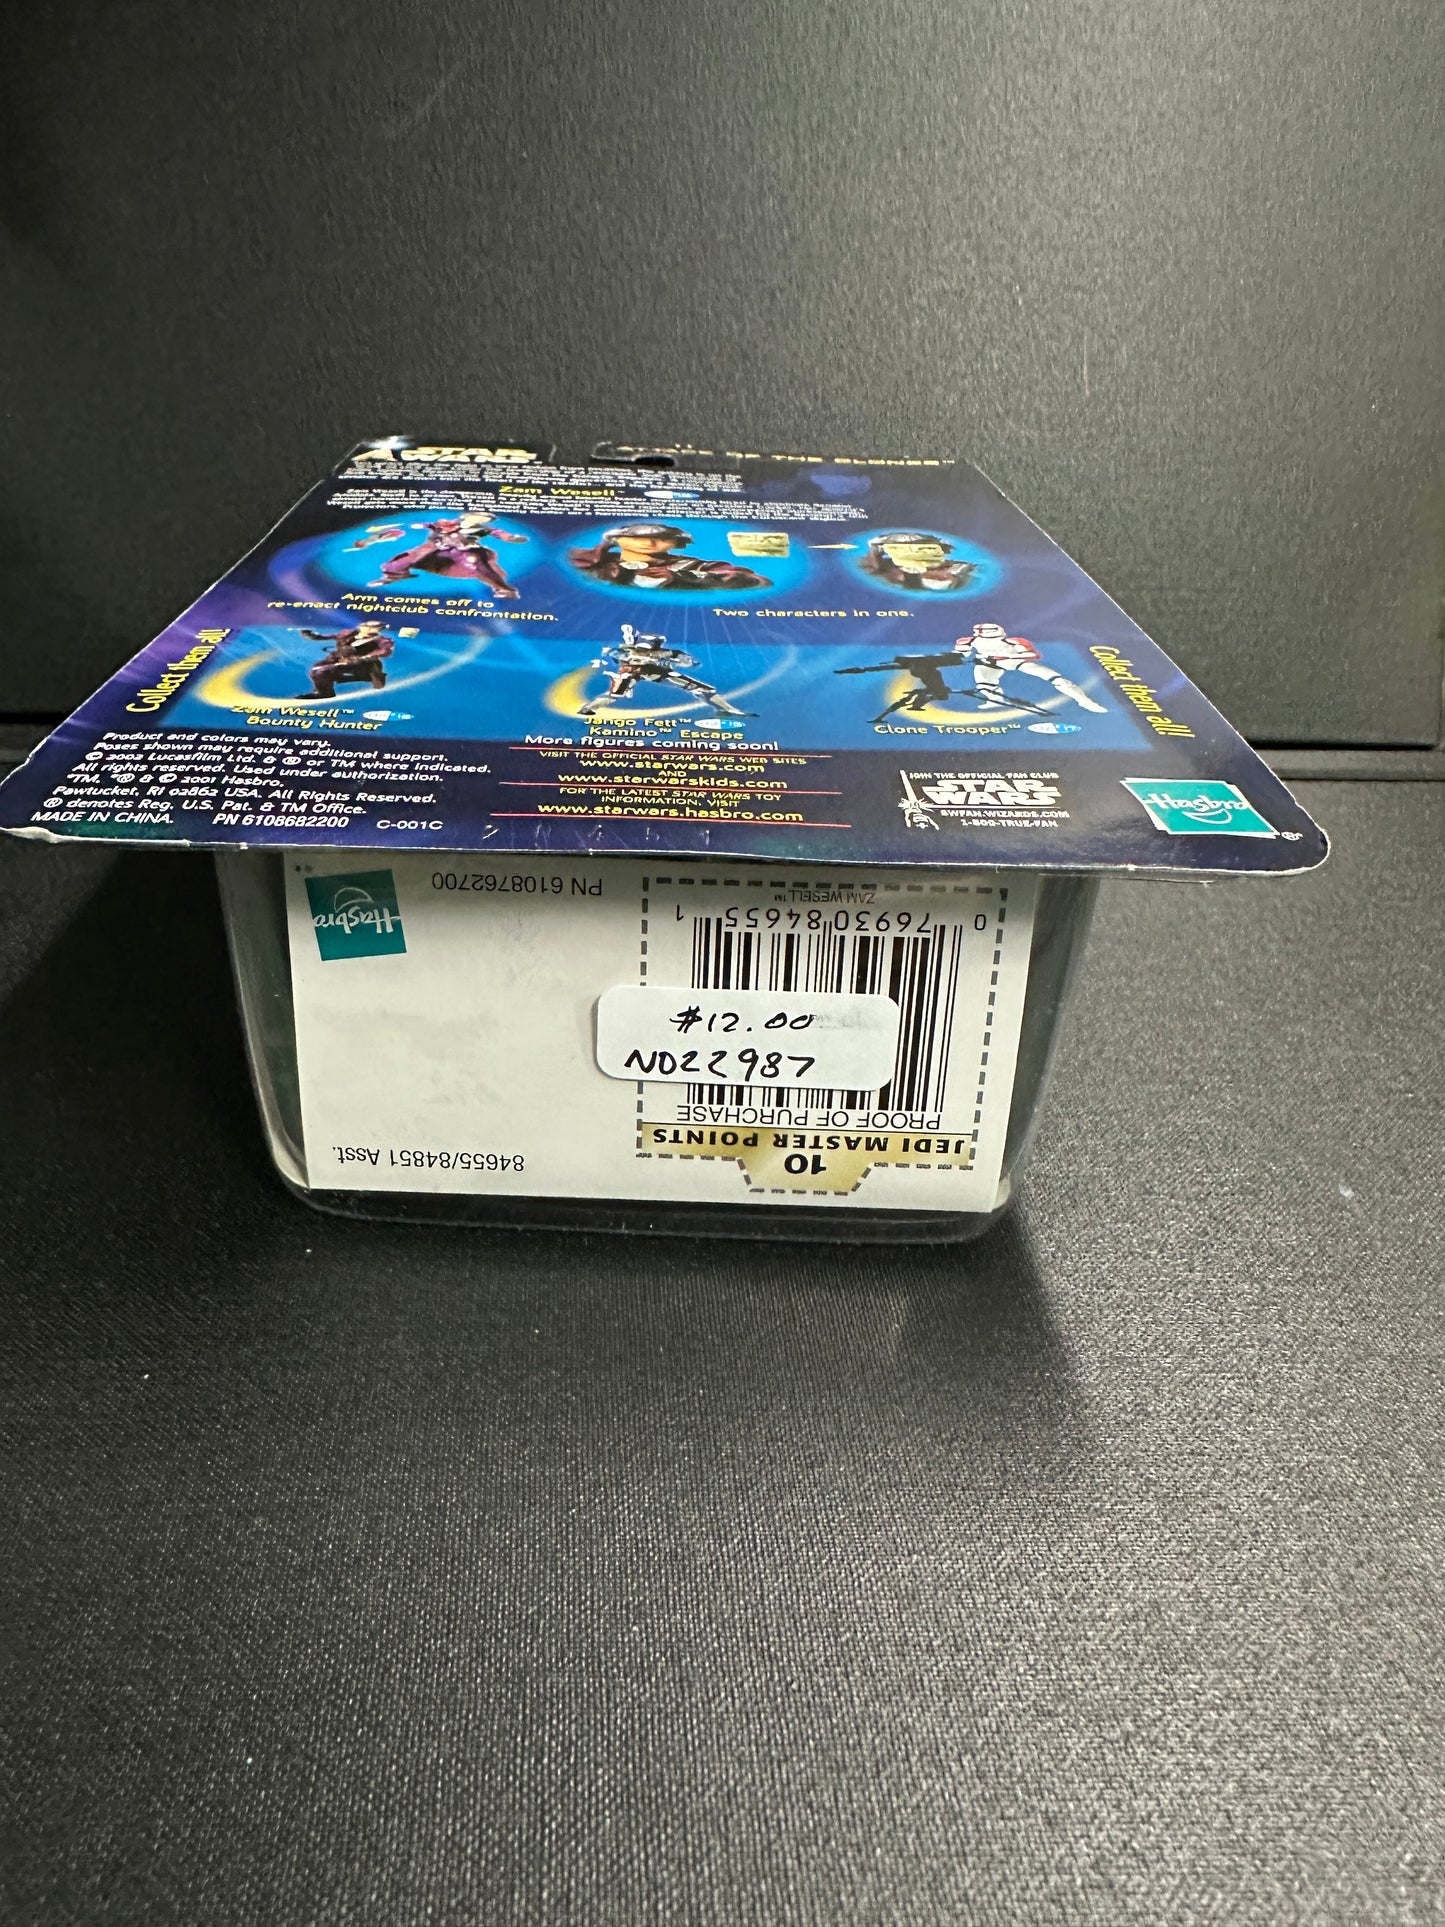 STAR WARS
ATTACK OF THE CLONES™
Zam Wesell™
Arm comes off to
re-enact nightclub confrontation.
Two characters in one.
Collect them all!
Collect them all!
Zam Wesell™
Bounty Hunter
Jango Fett™
Kamino™ Escape
Clone Trooper™
More figures coming soon!
Product and colors may vary.
Poses shown may require additional support.
© 2002 Lucasfilm Ltd. & ® or TM where indicated.
All rights reserved. Used under authorization.
*TM, *® & © 2001 Hasbro,
Pawtucket, RI 02862 USA. All Rights Reserved.
® denotes Reg. U.S. Pat. & TM Office.
MADE IN CHINA. PN 6108682200 C-001C
VISIT THE OFFICIAL STAR WARS WEB SITES
www.starwars.com
AND
www.starwarskids.com
FOR THE LATEST STAR WARS TOY
INFORMATION, VISIT
www.starwars.hasbro.com
JOIN THE OFFICIAL FAN CLUB
STAR WARS
SWFAN.WIZARDS.COM
1-800-TRUE-FAN
Hasbro ®
Hasbro
PN 6108762700
ZAM WESELL IN
0 76930 84655 1
$12.00
ND22987
PROOF OF PURCHASE
JEDI MASTER POINTS
10
84655/84851 Asst.